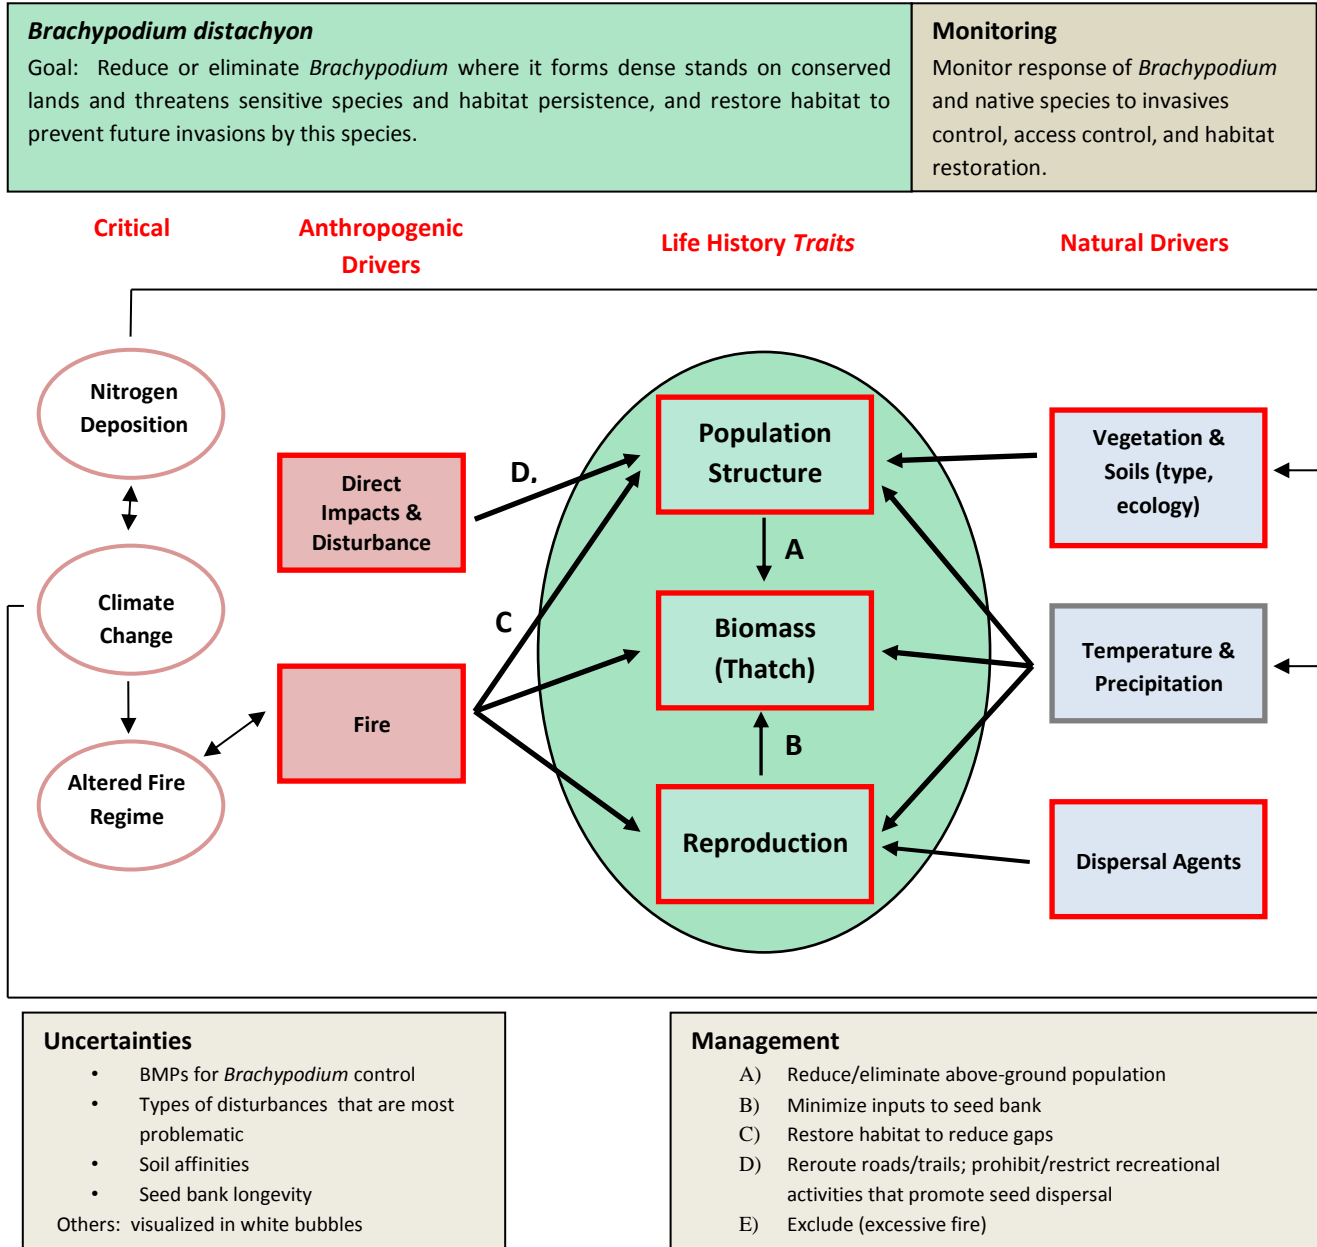 Brachypodium distachyon
Goal: Reduce or eliminate Brachypodium where it forms dense stands on conserved
lands and threatens sensitive species and habitat persistence, and restore habitat to
prevent future invasions by this species.
Monitoring
Monitor response of Brachypodium
and native species to invasives
control, access control, and habitat
restoration.
Critical
Anthropogenic
Drivers
Life History Traits
Natural Drivers
Nitrogen
Deposition
Climate
Change
Altered Fire
Regime
Direct
Impacts &
Disturbance
Fire
D,
C
Population
Structure
A
Biomass
(Thatch)
B
Reproduction
Vegetation &
Soils (type,
ecology)
Temperature &
Precipitation
Dispersal Agents
Uncertainties
• BMPs for Brachypodium control
• Types of disturbances that are most
problematic
• Soil affinities
• Seed bank longevity
Others: visualized in white bubbles
Management
A) Reduce/eliminate above-ground population
B) Minimize inputs to seed bank
C) Restore habitat to reduce gaps
D) Reroute roads/trails; prohibit/restrict recreational
activities that promote seed dispersal
E) Exclude (excessive fire)